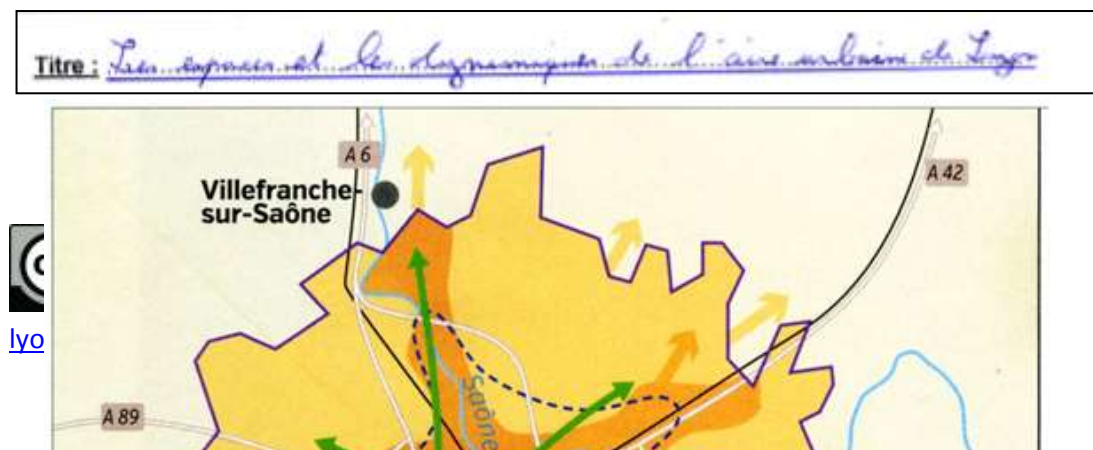 Titre : Les espaces et les dynamiques de l'aire urbaine de Lyon
A 6
A 42
Villefranche-
sur-Saône
lyo
Saône
A 89